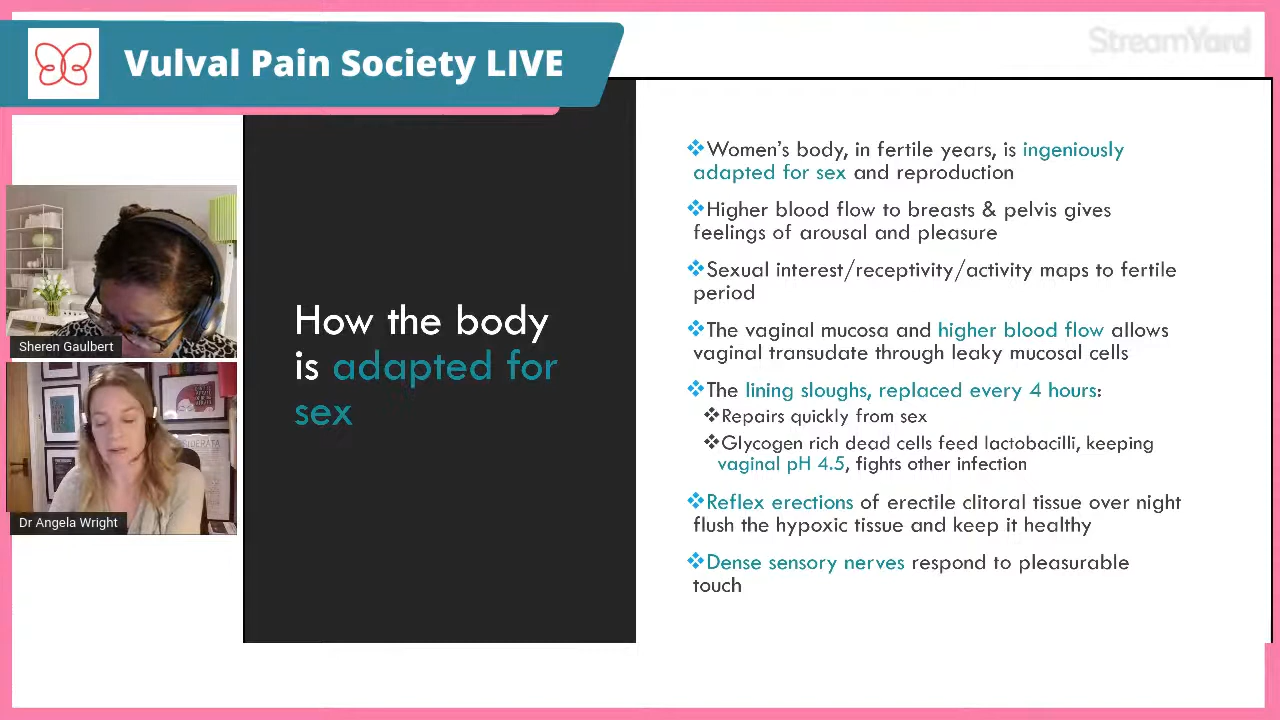 Vulval Pain Society LIVE
StreamYard
Sheren Gaulbert
Dr Angela Wright
How the body
is adapted for
sex
❖Women's body, in fertile years, is ingeniously
adapted for sex and reproduction
❖Higher blood flow to breasts & pelvis gives
feelings of arousal and pleasure
❖Sexual interest/receptivity/activity maps to fertile
period
❖The vaginal mucosa and higher blood flow allows
vaginal transudate through leaky mucosal cells
❖The lining sloughs, replaced every 4 hours:
❖Repairs quickly from sex
❖Glycogen rich dead cells feed lactobacilli, keeping
vaginal pH 4.5, fights other infection
❖Reflex erections of erectile clitoral tissue over night
flush the hypoxic tissue and keep it healthy
❖Dense sensory nerves respond to pleasurable
touch